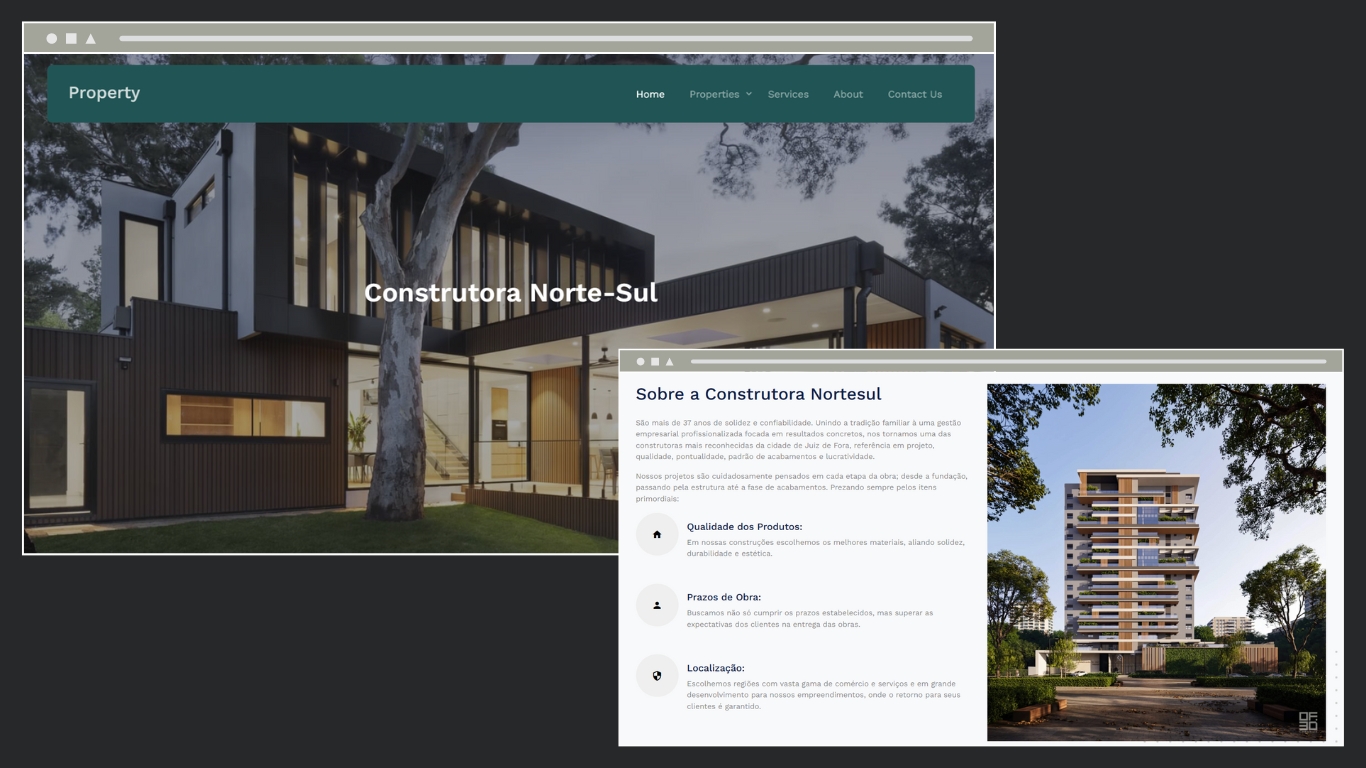 Property
Home Properties Services About Contact Us
Construtora Norte-Sul
Sobre a Construtora Nortesul
São mais de 37 anos de solidez e confiabilidade. Unindo a tradição familiar à uma gestão
empresarial profissionalizada focada em resultados concretos, nos tornamos uma das
construtoras mais reconhecidas da cidade de Juiz de Fora, referência em projeto,
qualidade, pontualidade, padrão de acabamentos e lucratividade.
Nossos projetos são cuidadosamente pensados em cada etapa da obra; desde a fundação,
passando pela estrutura até a fase de acabamentos. Prezando sempre pelos itens
primordiais:
Qualidade dos Produtos:
Em nossas construções escolhemos os melhores materiais, aliando solidez,
durabilidade e estética.
Prazos de Obra:
Buscamos não só cumprir os prazos estabelecidos, mas superar as
expectativas dos clientes na entrega das obras.
Localização:
Escolhemos regiões com vasta gama de comércio e serviços e em grande
desenvolvimento para nossos empreendimentos, onde o retorno para seus
clientes é garantido.